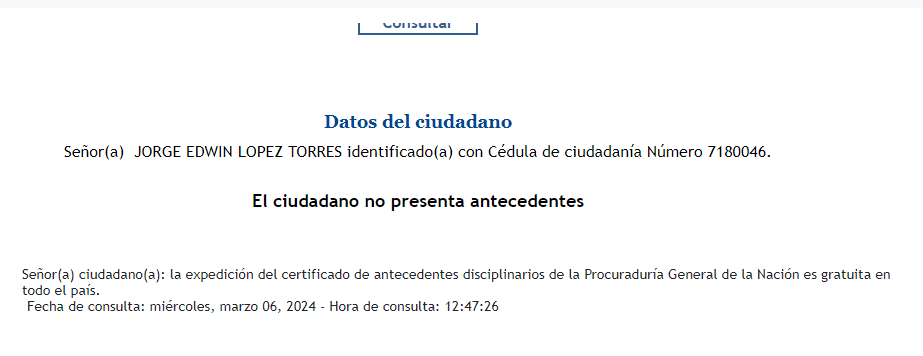 Consultar
Datos del ciudadano
Señor(a) JORGE EDWIN LOPEZ TORRES identificado(a) con Cédula de ciudadanía Número 7180046.
El ciudadano no presenta antecedentes
Señor(a) ciudadano(a): la expedición del certificado de antecedentes disciplinarios de la Procuraduría General de la Nación es gratuita en
todo el país.
Fecha de consulta: miércoles, marzo 06, 2024 - Hora de consulta: 12:47:26